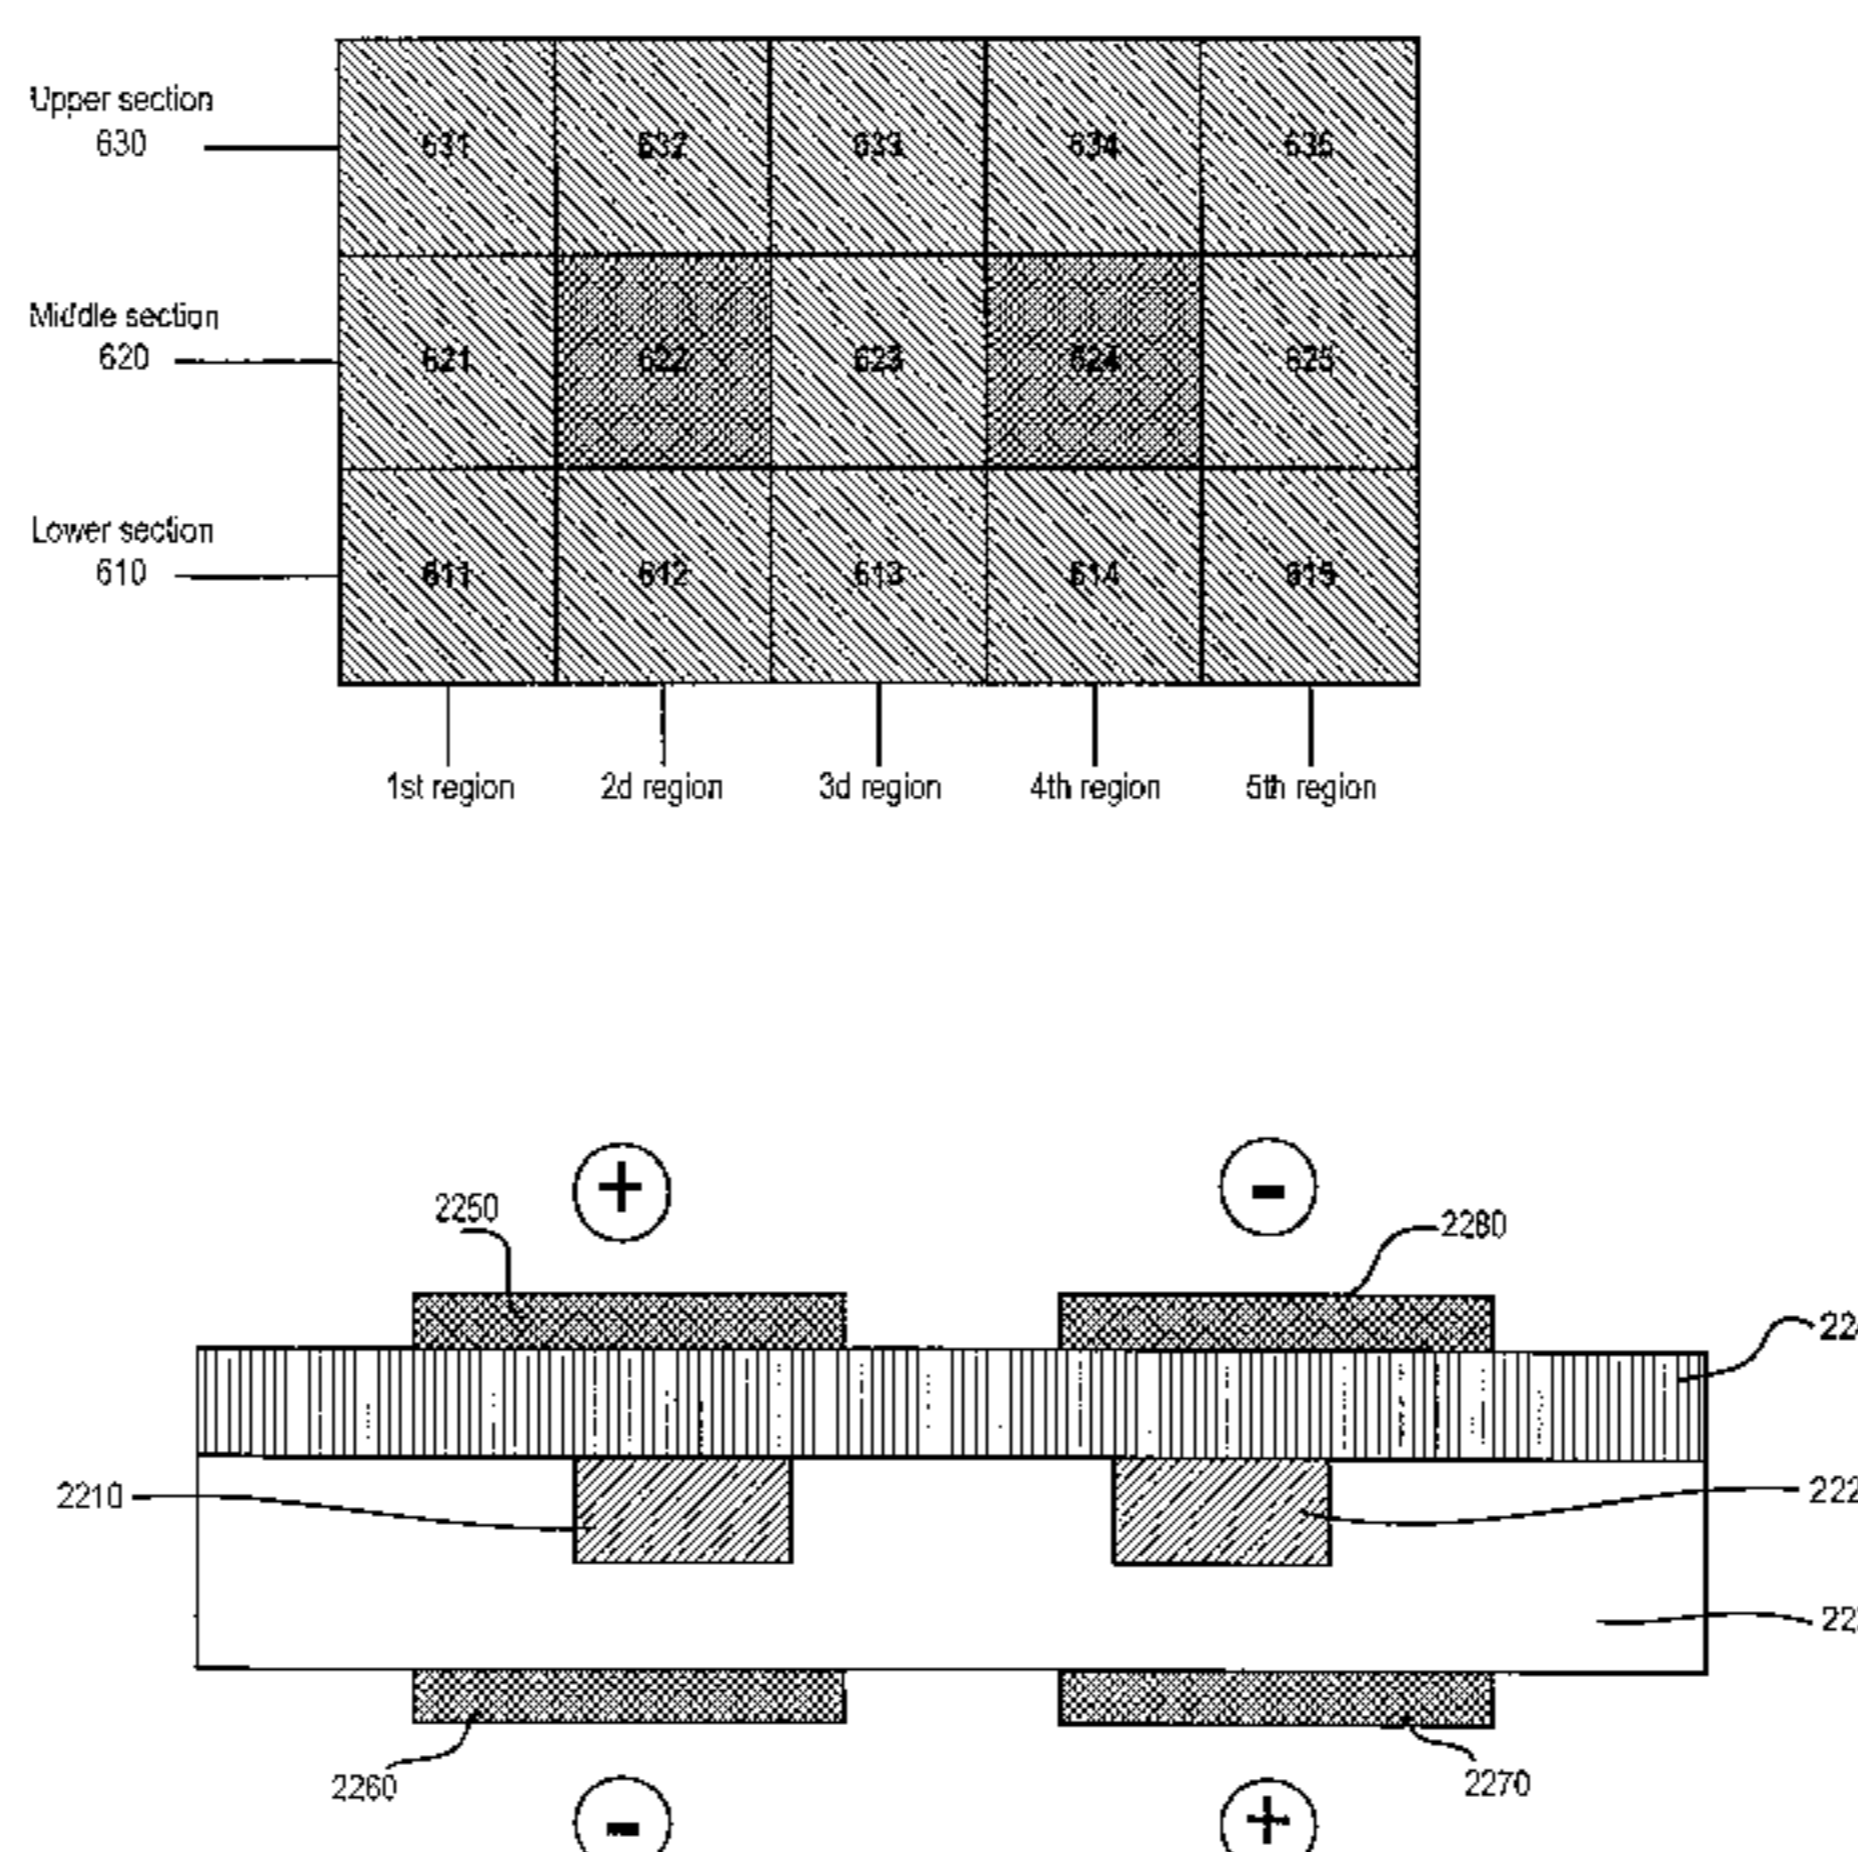 Upper section
630
631 632 633 634 635
Middle section
620
621 622 623 624 625
Lower section
610
611 612 613 614 615
1st region 2d region 3d region 4th region 5th region
+ -
2250
2280
2210
2260
2270
- +